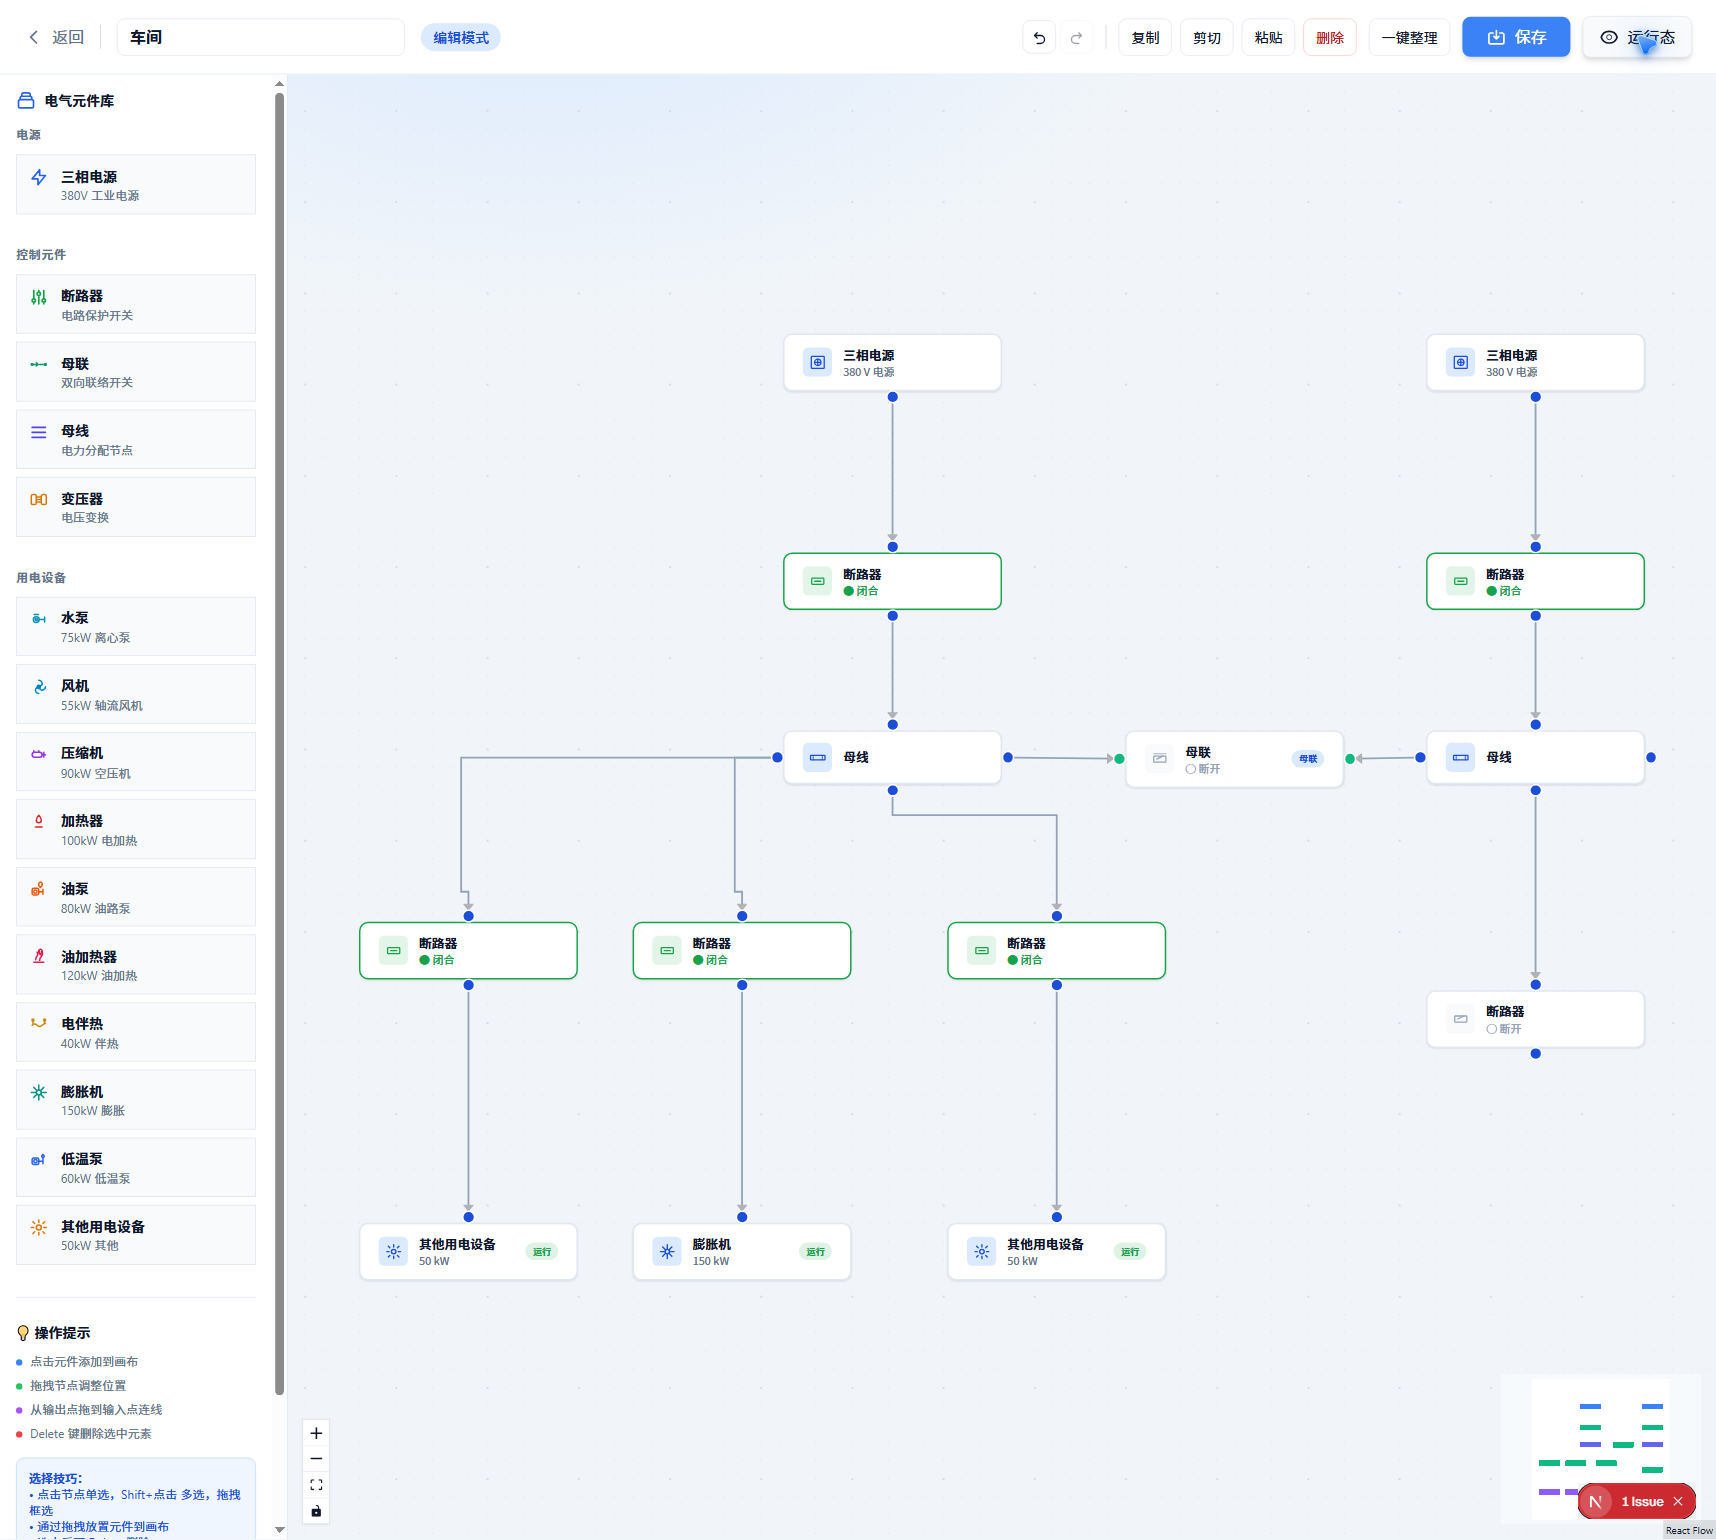 返回
车间
编辑模式
复制
剪切
粘贴
删除
一键整理
保存
运行态
电气元件库
电源
三相电源
380V 工业电源
控制元件
断路器
电路保护开关
母联
双向联络开关
母线
电力分配节点
变压器
电压变换
用电设备
水泵
75kW 离心泵
风机
55kW 轴流风机
压缩机
90kW 空压机
加热器
100kW 电加热
油泵
80kW 油路泵
油加热器
120kW 油加热
电伴热
40kW 伴热
膨胀机
150kW 膨胀
低温泵
60kW 低温泵
其他用电设备
50kW 其他
操作提示
点击元件添加到画布
拖拽节点调整位置
从输出点拖到输入点连线
Delete 键删除选中元素
选择技巧：
• 点击节点单选，Shift+点击 多选，拖拽
框选
• 通过拖拽放置元件到画布
三相电源
380 V 电源
三相电源
380 V 电源
断路器
闭合
断路器
闭合
母线
母联
断开
母联
母线
断路器
闭合
断路器
闭合
断路器
闭合
断路器
断开
其他用电设备
50 kW
运行
膨胀机
150 kW
运行
其他用电设备
50 kW
运行
N
1 Issue
React Flow